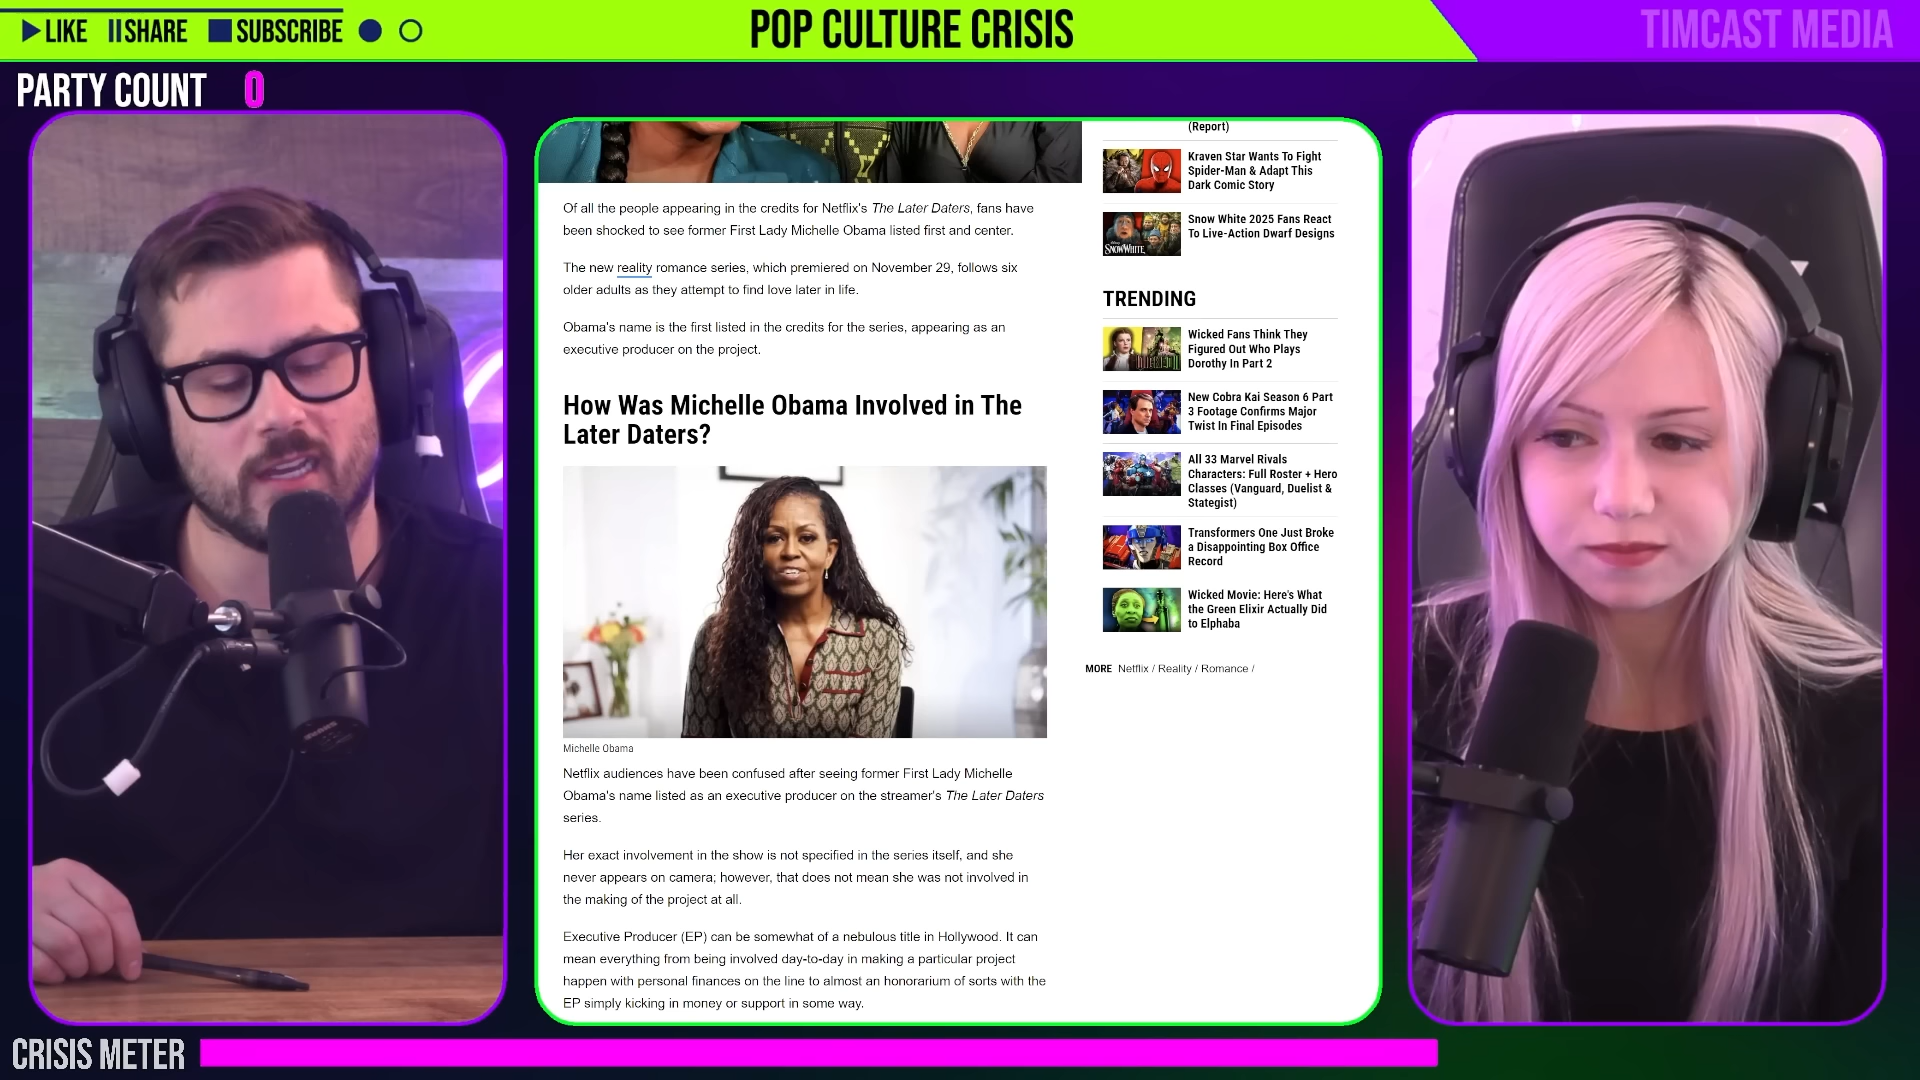 LIKE SHARE SUBSCRIBE
POP CULTURE CRISIS
TIMCAST MEDIA
PARTY COUNT 0
Of all the people appearing in the credits for Netflix's The Later Daters, fans have
been shocked to see former First Lady Michelle Obama listed first and center.
The new reality romance series, which premiered on November 29, follows six
older adults as they attempt to find love later in life.
Obama's name is the first listed in the credits for the series, appearing as an
executive producer on the project.
How Was Michelle Obama Involved in The
Later Daters?
Michelle Obama
Netflix audiences have been confused after seeing former First Lady Michelle
Obama's name listed as an executive producer on the streamer's The Later Daters
series.
Her exact involvement in the show is not specified in the series itself, and she
never appears on camera; however, that does not mean she was not involved in
the making of the project at all.
Executive Producer (EP) can be somewhat of a nebulous title in Hollywood. It can
mean everything from being involved day-to-day in making a particular project
happen with personal finances on the line to almost an honorarium of sorts with the
EP simply kicking in money or support in some way.
(Report)
Kraven Star Wants To Fight
Spider-Man & Adapt This
Dark Comic Story
SNOW WHITE
Snow White 2025 Fans React
To Live-Action Dwarf Designs
TRENDING
Wicked Fans Think They
Figured Out Who Plays
Dorothy In Part 2
New Cobra Kai Season 6 Part
3 Footage Confirms Major
Twist In Final Episodes
All 33 Marvel Rivals
Characters: Full Roster + Hero
Classes (Vanguard, Duelist &
Stategist)
Transformers One Just Broke
a Disappointing Box Office
Record
Wicked Movie: Here's What
the Green Elixir Actually Did
to Elphaba
MORE Netflix / Reality / Romance /
CRISIS METER